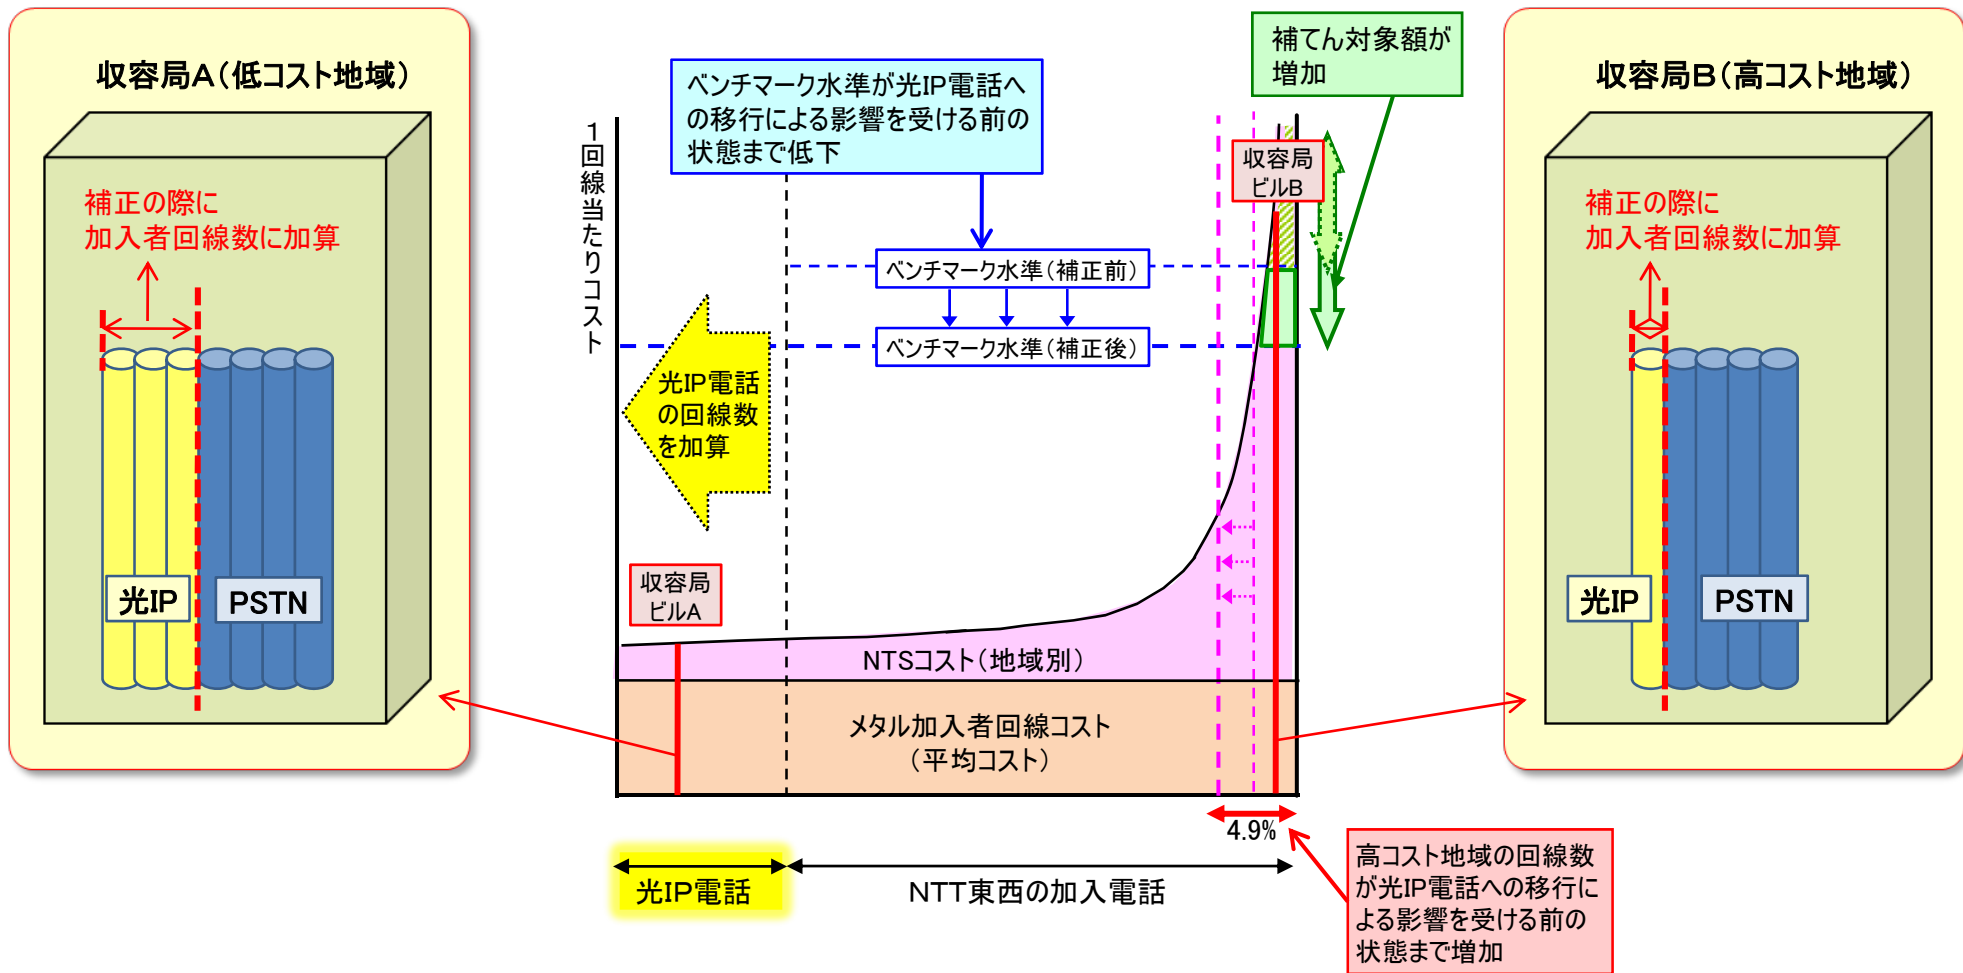 収容局A(低コスト地域)
補正の際に
加入者回線数に加算
光IP
PSTN
1回線当たりコスト
ベンチマーク水準が光IP電話へ
の移行による影響を受ける前の
状態まで低下
補てん対象額が
増加
収容局
ビルB
ベンチマーク水準(補正前)
ベンチマーク水準(補正後)
光IP電話
の回線数
を加算
収容局
ビルA
NTSコスト(地域別)
メタル加入者回線コスト
(平均コスト)
4.9%
光IP電話
NTT東西の加入電話
高コスト地域の回線数
が光IP電話への移行に
よる影響を受ける前の
状態まで増加
収容局B(高コスト地域)
補正の際に
加入者回線数に加算
光IP
PSTN